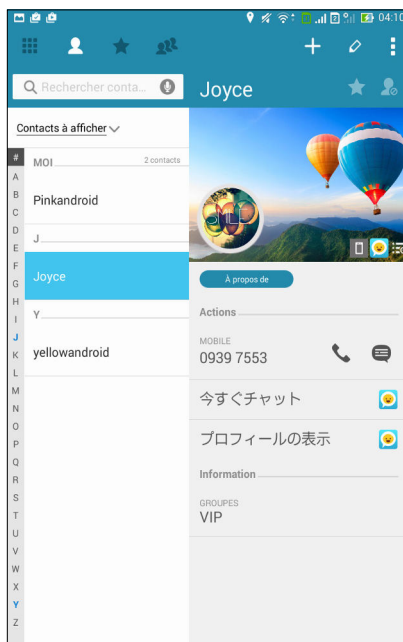 04:10
Rechercher conta...
Joyce
Contacts à afficher
#
MOI
2 contacts
A
B
C
D
E
F
G
H
I
J
K
L
M
N
O
P
Q
R
S
T
U
V
W
X
Y
Z
Pinkandroid
J
Joyce
Y
yellowandroid
À propos de
Actions
MOBILE
0939 7553
今すぐチャット
プロフィールの表示
Information
GROUPES
VIP